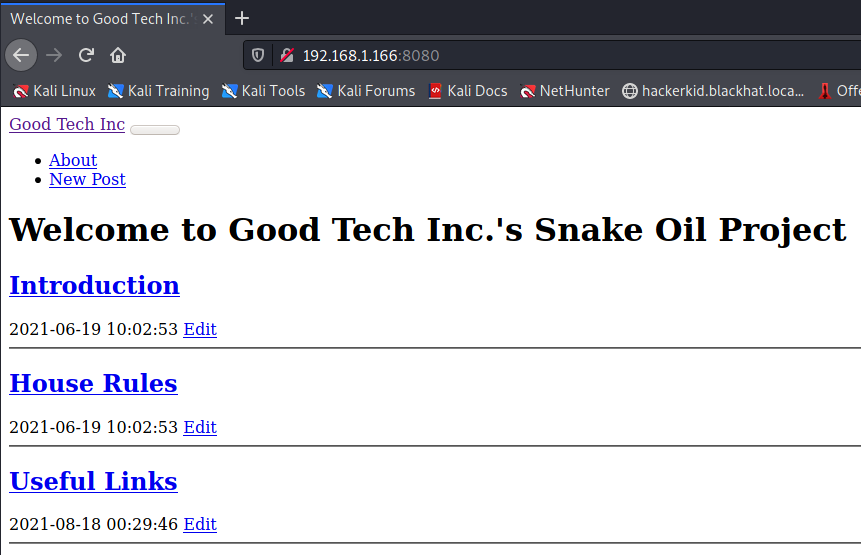 Welcome to Good Tech Inc.'s
192.168.1.166:8080
Kali Linux Kali Training Kali Tools Kali Forums Kali Docs NetHunter hackerkid.blackhat.loca... Offe
Good Tech Inc
About
New Post
Welcome to Good Tech Inc.'s Snake Oil Project
Introduction
2021-06-19 10:02:53 Edit
House Rules
2021-06-19 10:02:53 Edit
Useful Links
2021-08-18 00:29:46 Edit